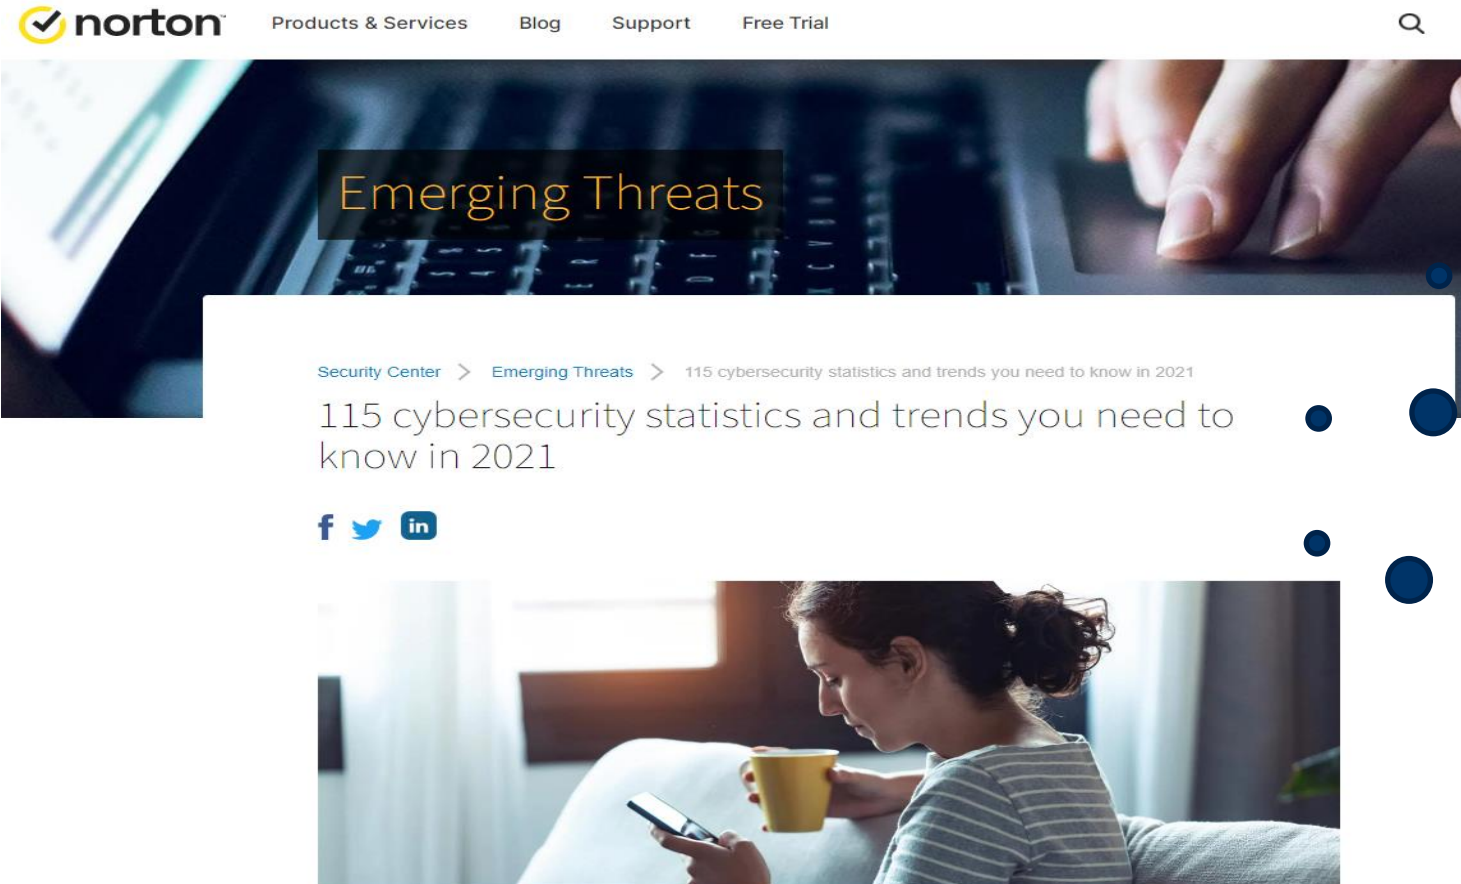 norton
Products & Services
Blog
Support
Free Trial
Emerging Threats
Security Center
Emerging Threats
115 cybersecurity statistics and trends you need to know in 2021
115 cybersecurity statistics and trends you need to
know in 2021
f
in